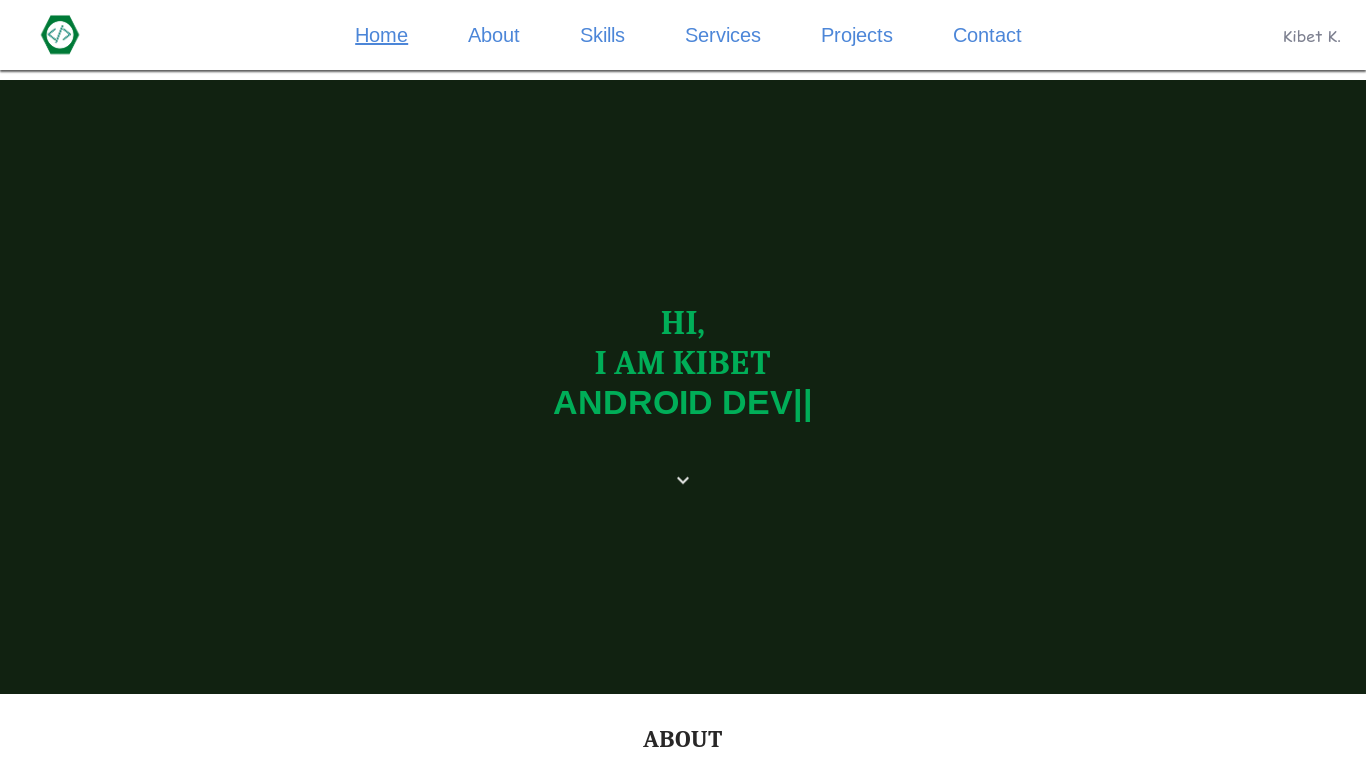 </>
Home About Skills Services Projects Contact
Kibet K.
HI,
I AM KIBET
ANDROID DEV||
ABOUT